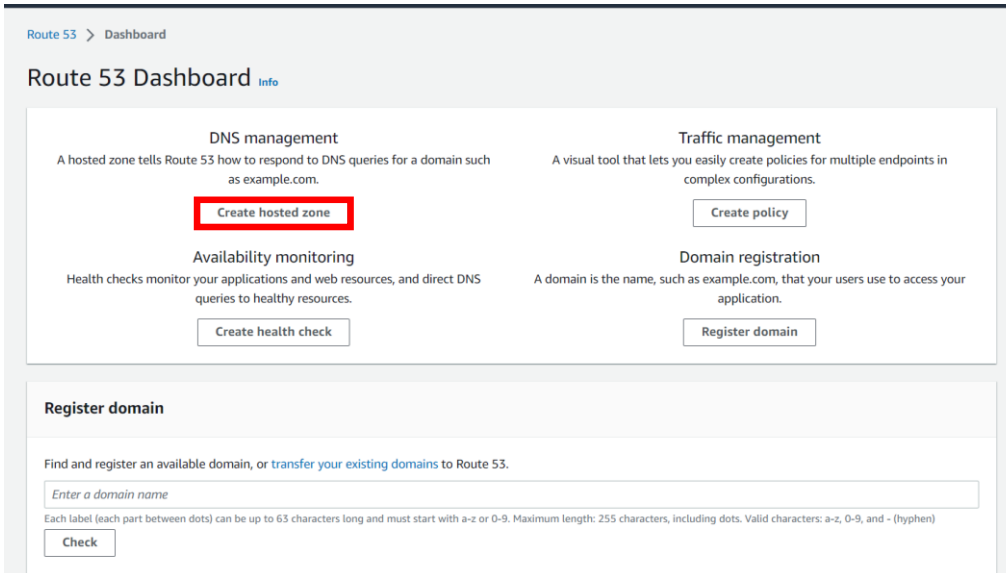 Route 53 > Dashboard
Route 53 Dashboard Info
DNS management
A hosted zone tells Route 53 how to respond to DNS queries for a domain such
as example.com.
Create hosted zone
Traffic management
A visual tool that lets you easily create policies for multiple endpoints in
complex configurations.
Create policy
Availability monitoring
Health checks monitor your applications and web resources, and direct DNS
queries to healthy resources.
Create health check
Domain registration
A domain is the name, such as example.com, that your users use to access your
application.
Register domain
Register domain
Find and register an available domain, or transfer your existing domains to Route 53.
Enter a domain name
Each label (each part between dots) can be up to 63 characters long and must start with a-z or 0-9. Maximum length: 255 characters, including dots. Valid characters: a-z, 0-9, and - (hyphen)
Check